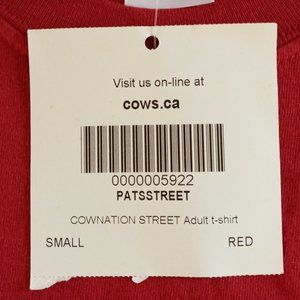 Visit us on-line at
cows.ca
0000005922
PATSSTREET
COWNATION STREET Adult t-shirt
SMALL RED